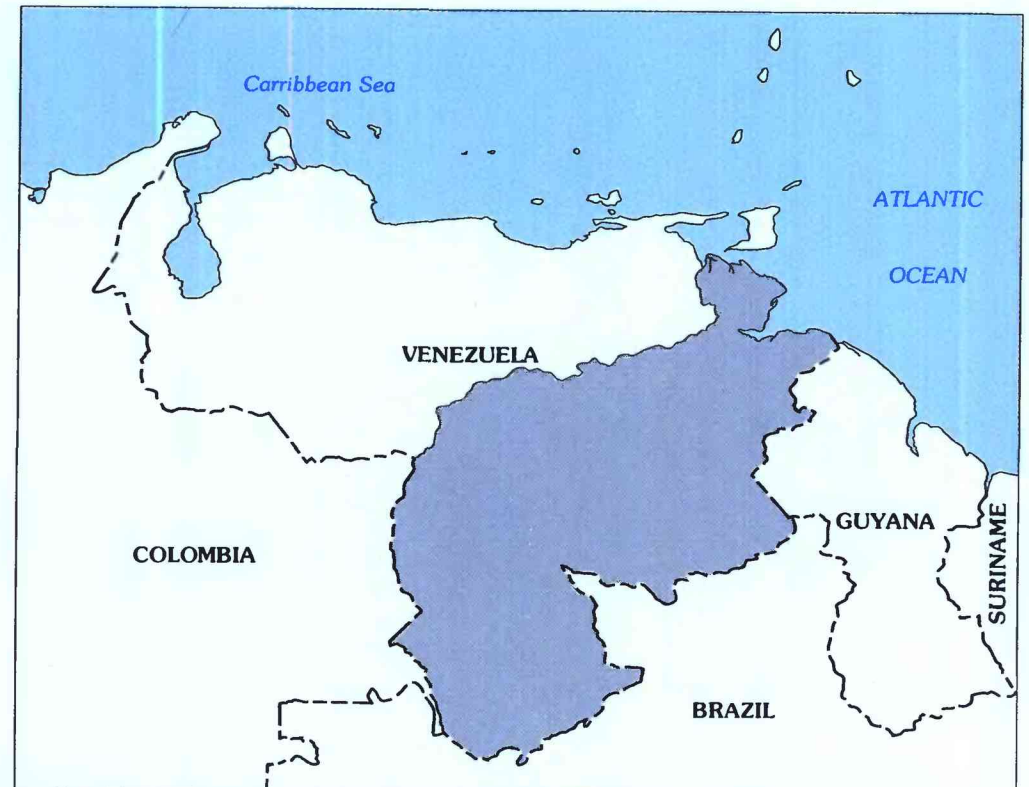 Carribbean Sea
ATLANTIC
OCEAN
VENEZUELA
COLOMBIA
GUYANA
SURINAME
BRAZIL